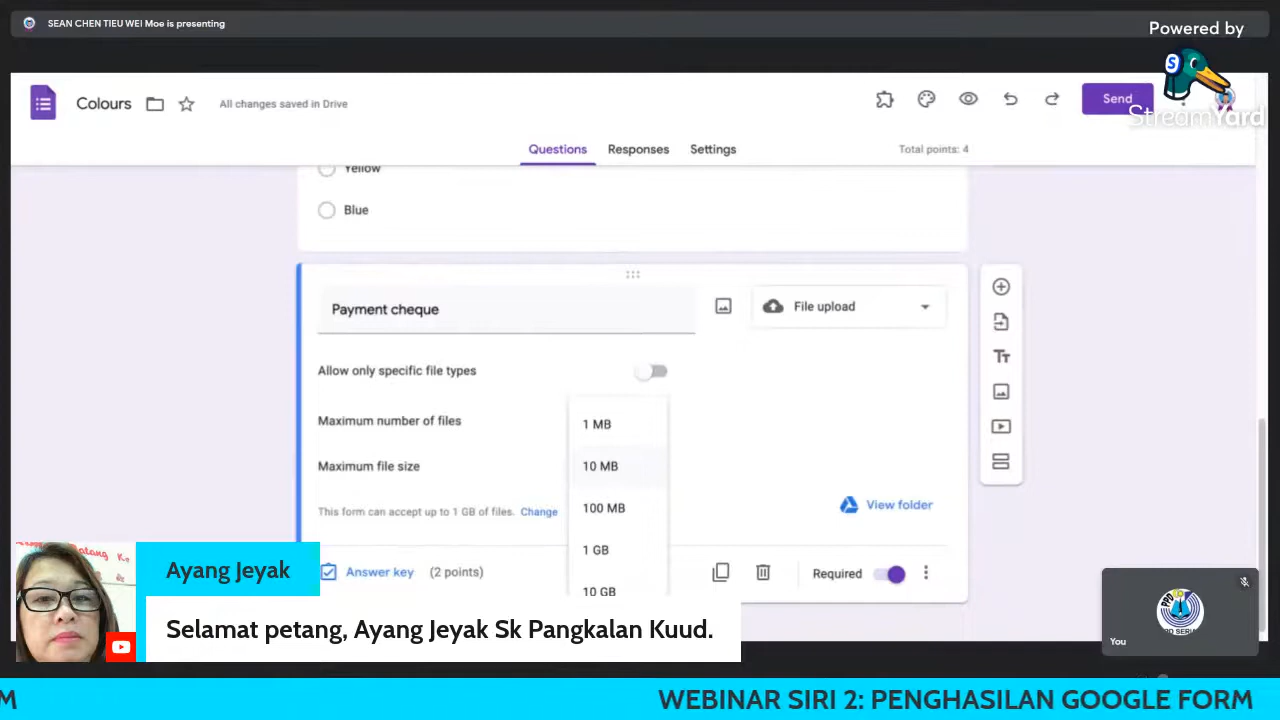 SEAN CHEN TIEU WEI Moe is presenting
Powered by
StreamYard
Colours
All changes saved in Drive
Send
Questions
Responses
Settings
Total points: 4
Yellow
Blue
Payment cheque
File upload
Allow only specific file types
Maximum number of files
1 MB
Maximum file size
10 MB
100 MB
This form can accept up to 1 GB of files. Change
View folder
1 GB
10 GB
Answer key (2 points)
Required
Ayang Jeyak
Selamat petang, Ayang Jeyak Sk Pangkalan Kuud.
You
M
WEBINAR SIRI 2: PENGHASILAN GOOGLE FORM